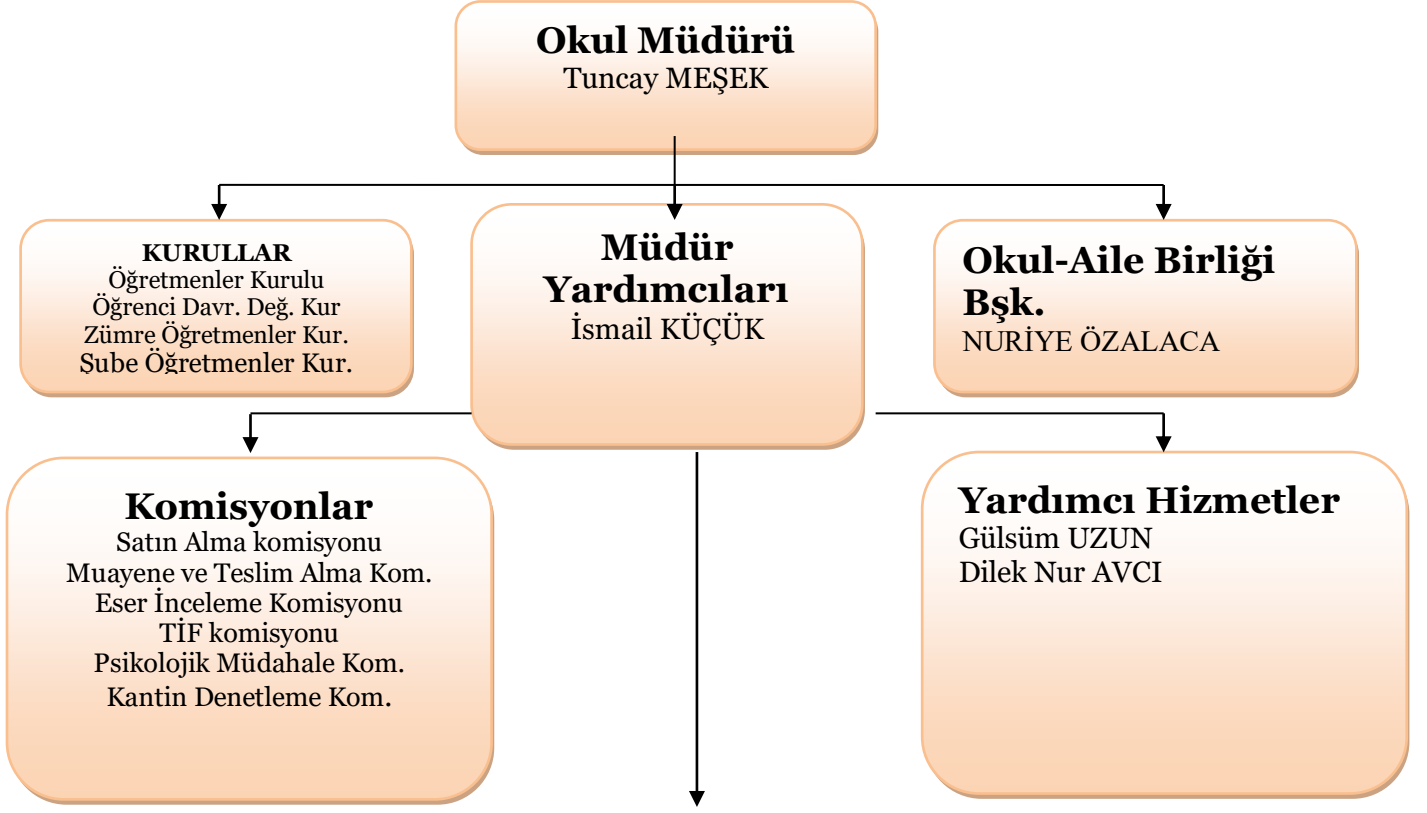 Okul Müdürü
Tuncay MEŞEK
KURULLAR
Öğretmenler Kurulu
Öğrenci Davr. Değ. Kur
Zümre Öğretmenler Kur.
Şube Öğretmenler Kur.
Müdür
Yardımcıları
İsmail KÜÇÜK
Okul-Aile Birliği
Bşk.
NURİYE ÖZALACA
Komisyonlar
Satın Alma komisyonu
Muayene ve Teslim Alma Kom.
Eser İnceleme Komisyonu
TİF komisyonu
Psikolojik Müdahale Kom.
Kantin Denetleme Kom.
Yardımcı Hizmetler
Gülsüm UZUN
Dilek Nur AVCI